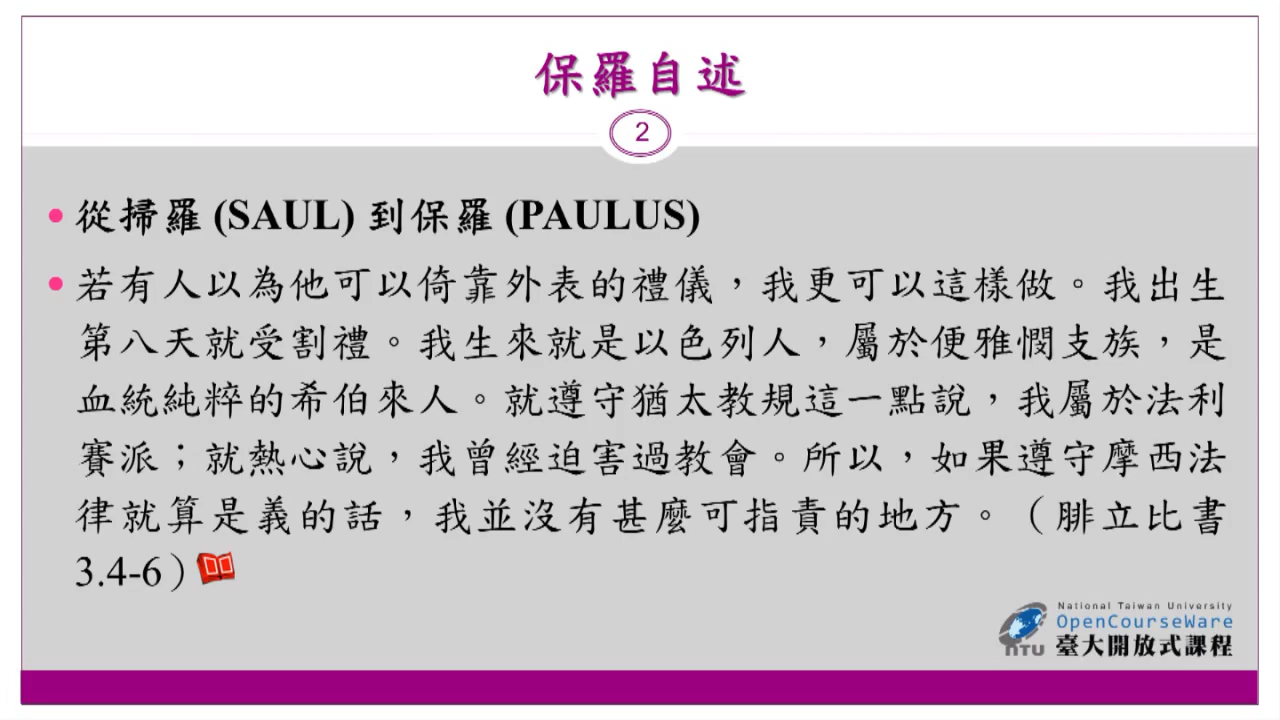 保羅自述
2
從掃羅 (SAUL) 到保羅 (PAULUS)
若有人以為他可以倚靠外表的禮儀，我更可以這樣做。我出生
第八天就受割禮。我生來就是以色列人，屬於便雅憫支族，是
血統純粹的希伯來人。就遵守猶太教規這一點說，我屬於法利
賽派；就熱心說，我曾經迫害過教會。所以，如果遵守摩西法
律就算是義的話，我並沒有甚麼可指責的地方。（腓立比書
3.4-6）
National Taiwan University
OpenCourseWare
NTU 臺大開放式課程